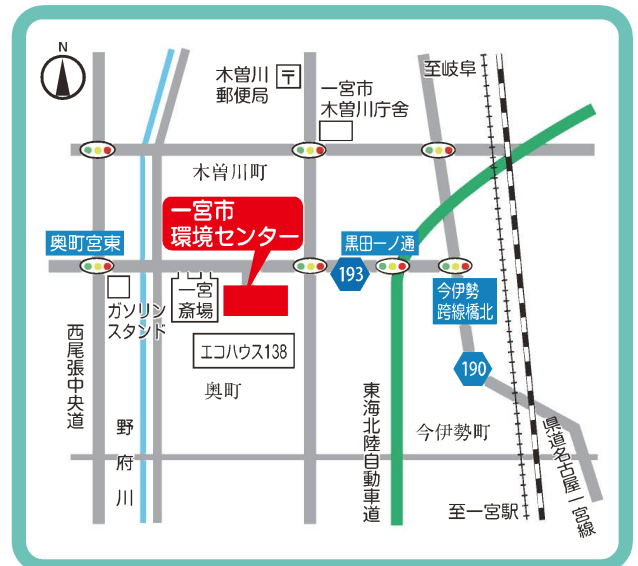 N
木曽川
郵便局
〒
一宮市
木曽川庁舎
至岐阜
木曽川町
一宮市
環境センター
奥町宮東
黒田一ノ通
193
今伊勢
跨線橋北
ガソリン
スタンド
一宮
斎場
エコハウス138
190
西尾張中央道
野府川
奥町
東海北陸自動車道
今伊勢町
県道名古屋一宮線
至一宮駅